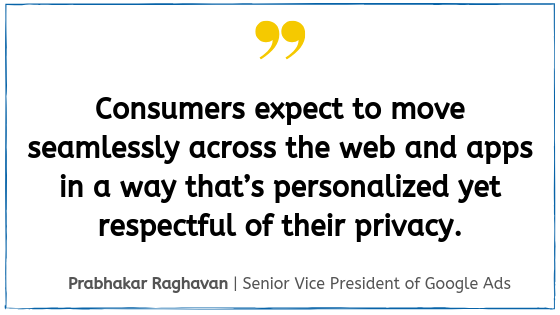 ”
Consumers expect to move
seamlessly across the web and apps
in a way that’s personalized yet
respectful of their privacy.
Prabhakar Raghavan | Senior Vice President of Google Ads